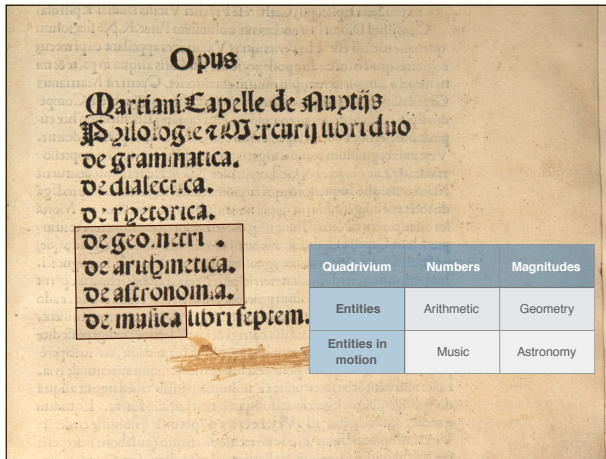 Opus
Martiani Capelle de Nuptijs
Philologie ⁊ Mercurij libri duo
de grammatica.
de dialectica.
de rhetorica.
de geometri .
de arithmetica.
de astronomia.
de musica libri septem.
Quadrivium Numbers Magnitudes
Entities Arithmetic Geometry
Entities in motion Music Astronomy